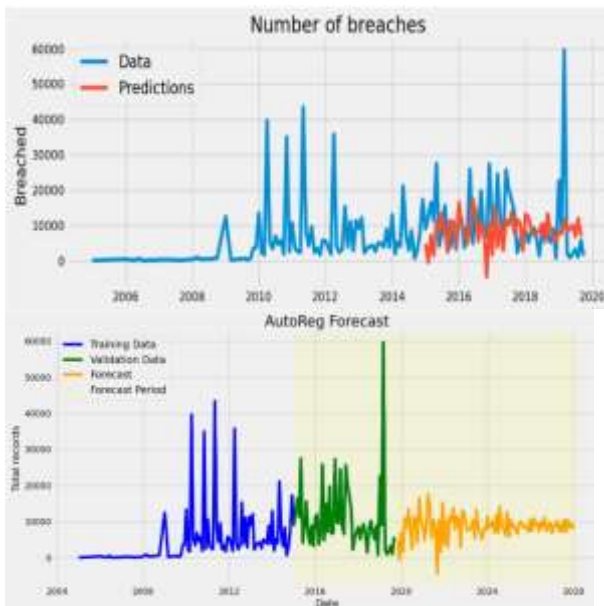 Number of breaches
60000
50000
40000
30000
20000
10000
0
Breached
Data
Predictions
2006 2008 2010 2012 2014 2016 2018 2020
AutoReg Forecast
60000
50000
40000
30000
20000
10000
0
Total records
Training Data
Validation Data
Forecast
Forecast Period
2004 2008 2012 2016 2020 2024 2028
Date